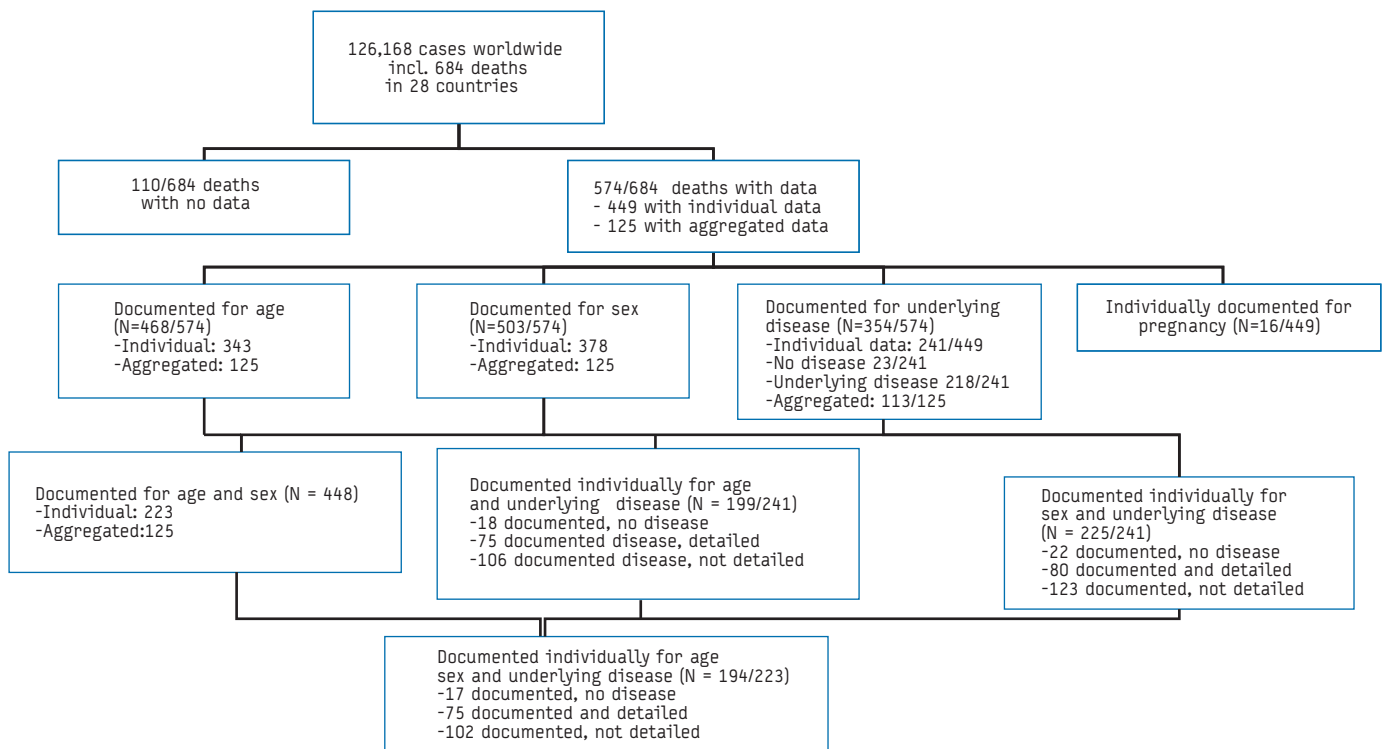 126,168 cases worldwide
incl. 684 deaths
in 28 countries
110/684 deaths
with no data
574/684 deaths with data
- 449 with individual data
- 125 with aggregated data
Documented for age
(N=468/574)
-Individual: 343
-Aggregated: 125
Documented for sex
(N=503/574)
-Individual: 378
-Aggregated: 125
Documented for underlying
disease (N=354/574)
-Individual data: 241/449
-No disease 23/241
-Underlying disease 218/241
-Aggregated: 113/125
Individually documented for
pregnancy (N=16/449)
Documented for age and sex (N = 448)
-Individual: 223
-Aggregated:125
Documented individually for age
and underlying disease (N = 199/241)
-18 documented, no disease
-75 documented disease, detailed
-106 documented disease, not detailed
Documented individually for
sex and underlying disease
(N = 225/241)
-22 documented, no disease
-80 documented and detailed
-123 documented, not detailed
Documented individually for age
sex and underlying disease (N = 194/223)
-17 documented, no disease
-75 documented and detailed
-102 documented, not detailed